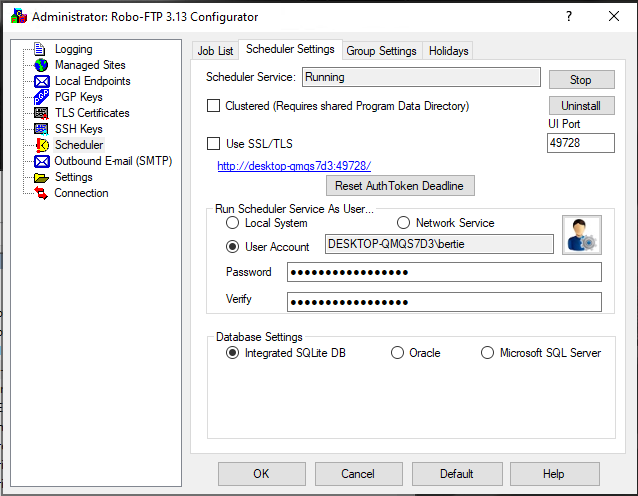 Administrator: Robo-FTP 3.13 Configurator
Logging
Managed Sites
Local Endpoints
PGP Keys
TLS Certificates
SSH Keys
Scheduler
Outbound E-mail (SMTP)
Settings
Connection
Job List Scheduler Settings Group Settings Holidays
Scheduler Service: Running Stop
Clustered (Requires shared Program Data Directory) Uninstall
UI Port
Use SSL/TLS 49728
http://desktop-qmqs7d3:49728/
Reset AuthToken Deadline
Run Scheduler Service As User...
Local System Network Service
User Account DESKTOP-QMQS7D3\bertie
Password ●●●●●●●●●●●●●●●●●
Verify ●●●●●●●●●●●●●●●●●
Database Settings
Integrated SQLite DB Oracle Microsoft SQL Server
OK Cancel Default Help